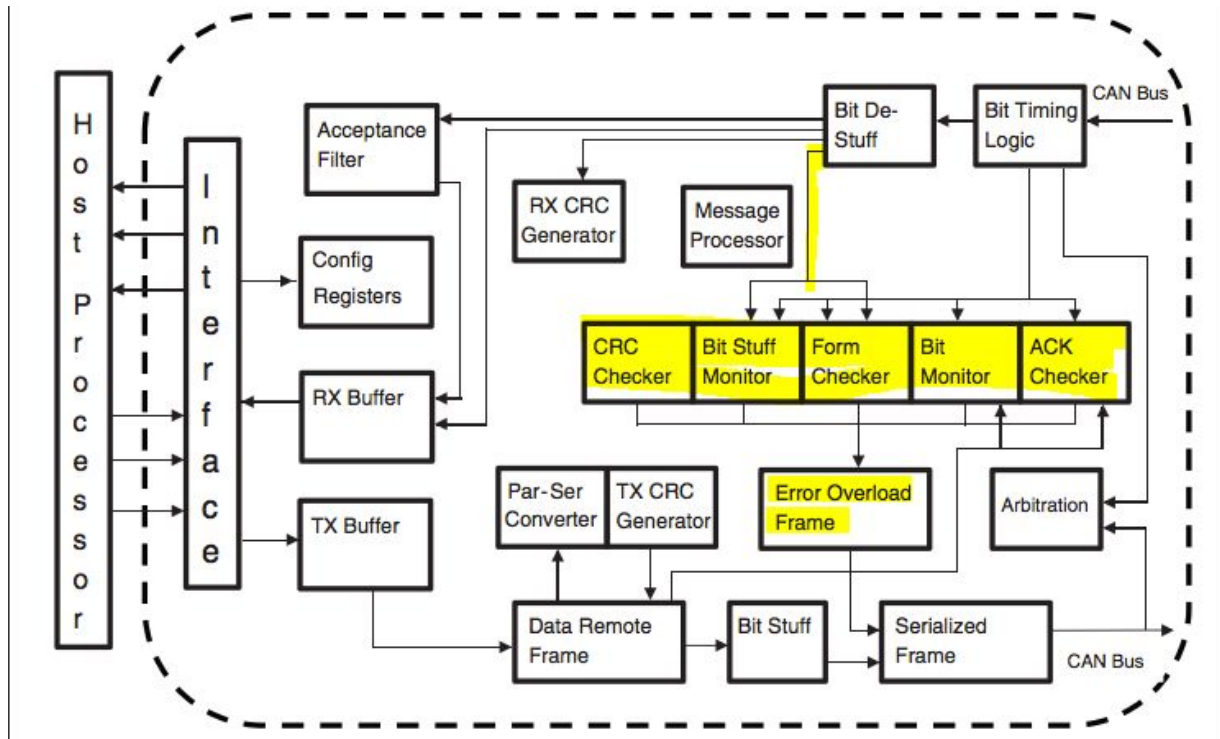 Host Processor
Interface
Acceptance
Filter
Config
Registers
RX Buffer
TX Buffer
RX CRC
Generator
Message
Processor
Bit De-
Stuff
Bit Timing
Logic
CAN Bus
CRC
Checker
Bit Stuff
Monitor
Form
Checker
Bit
Monitor
ACK
Checker
Par-Ser
Converter
TX CRC
Generator
Error Overload
Frame
Arbitration
Data Remote
Frame
Bit Stuff
Serialized
Frame
CAN Bus